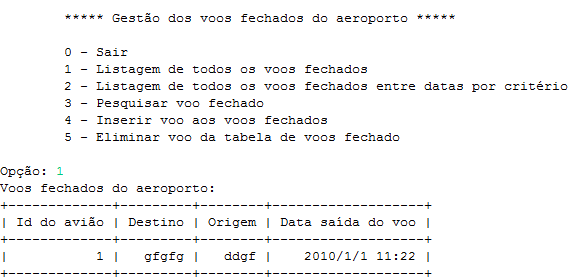 ***** Gestão dos voos fechados do aeroporto *****
0 - Sair
1 - Listagem de todos os voos fechados
2 - Listagem de todos os voos fechados entre datas por critério
3 - Pesquisar voo fechado
4 - Inserir voo aos voos fechados
5 - Eliminar voo da tabela de voos fechado
Opção: 1
Voos fechados do aeroporto:
+-------------+---------+--------+-------------------+
| Id do avião | Destino | Origem | Data saída do voo |
+-------------+---------+--------+-------------------+
|           1 |   gfgfg |   ddgf |    2010/1/1 11:22 |
+-------------+---------+--------+-------------------+